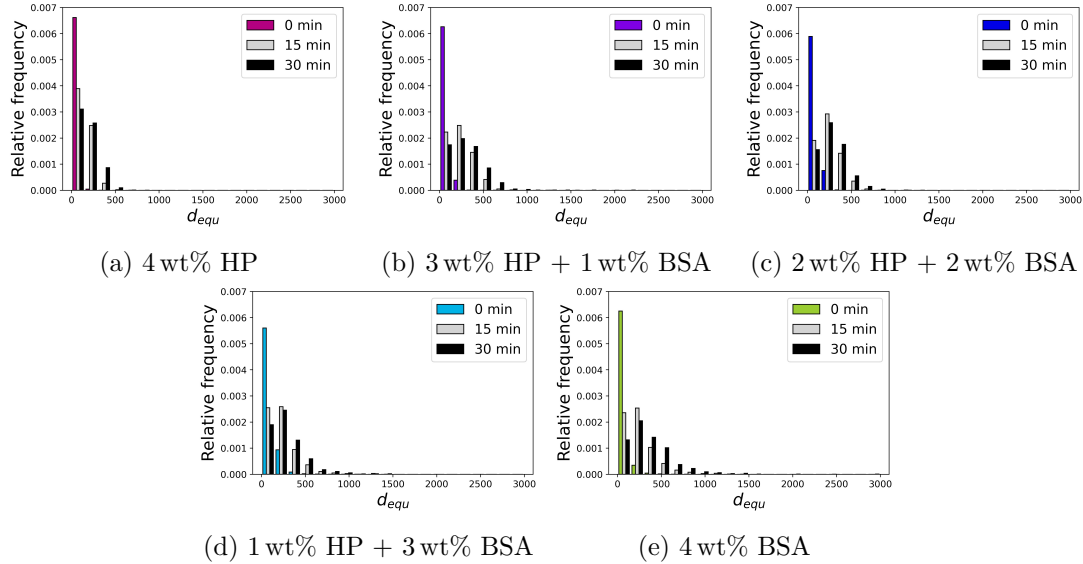 0.007
0.006
0.005
0.004
0.003
0.002
0.001
0.000
Relative frequency
0 min
15 min
30 min
0 500 1000 1500 2000 2500 3000
d_equ
(a) 4 wt% HP
0.007
0.006
0.005
0.004
0.003
0.002
0.001
0.000
Relative frequency
0 min
15 min
30 min
0 500 1000 1500 2000 2500 3000
d_equ
(b) 3 wt% HP + 1 wt% BSA
0.007
0.006
0.005
0.004
0.003
0.002
0.001
0.000
Relative frequency
0 min
15 min
30 min
0 500 1000 1500 2000 2500 3000
d_equ
(c) 2 wt% HP + 2 wt% BSA
0.007
0.006
0.005
0.004
0.003
0.002
0.001
0.000
Relative frequency
0 min
15 min
30 min
0 500 1000 1500 2000 2500 3000
d_equ
(d) 1 wt% HP + 3 wt% BSA
0.007
0.006
0.005
0.004
0.003
0.002
0.001
0.000
Relative frequency
0 min
15 min
30 min
0 500 1000 1500 2000 2500 3000
d_equ
(e) 4 wt% BSA